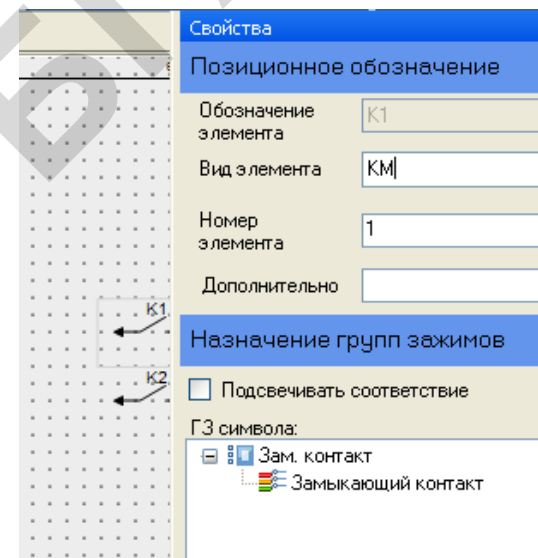 Свойства
Позиционное обозначение
Обозначение
элемента
K1
Вид элемента
KM
Номер
элемента
1
Дополнительно
K1
K2
Назначение групп зажимов
Подсвечивать соответствие
ГЗ символа:
Зам. контакт
Замыкающий контакт